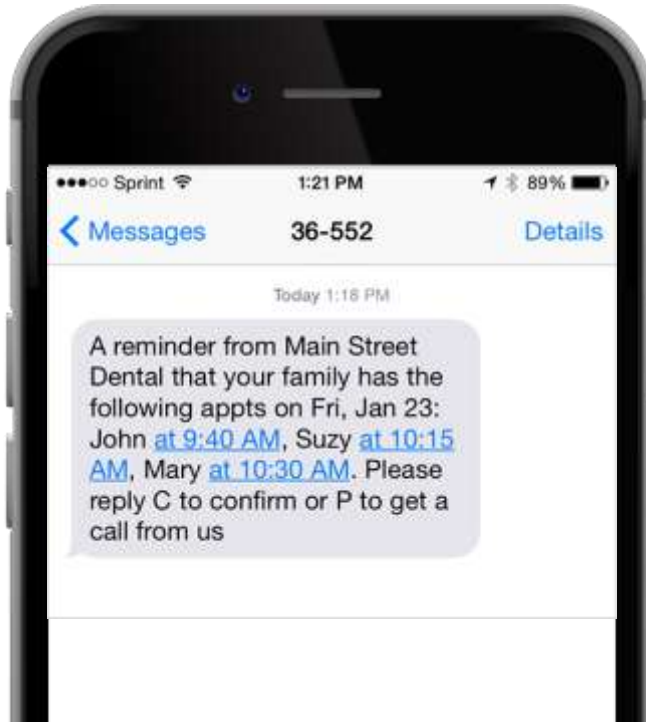 Sprint 1:21 PM 89%
Messages 36-552 Details
Today 1:18 PM
A reminder from Main Street
Dental that your family has the
following appts on Fri, Jan 23:
John at 9:40 AM, Suzy at 10:15
AM, Mary at 10:30 AM. Please
reply C to confirm or P to get a
call from us